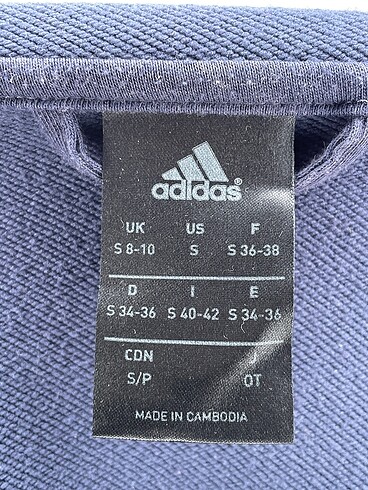 adidas
UK US F
S 8-10 S S 36-38
D I E
S 34-36 S 40-42 S 34-36
CDN
S/P OT
MADE IN CAMBODIA